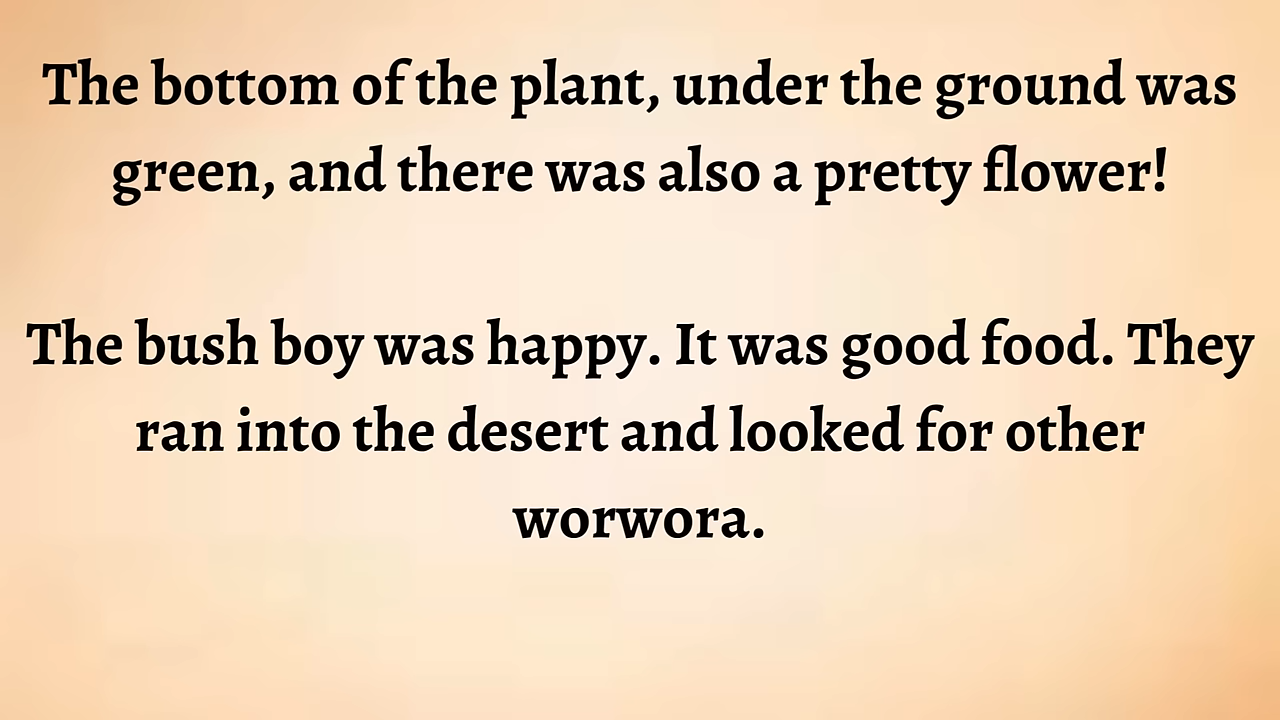 The bottom of the plant, under the ground was
green, and there was also a pretty flower!
The bush boy was happy. It was good food. They
ran into the desert and looked for other
worwora.